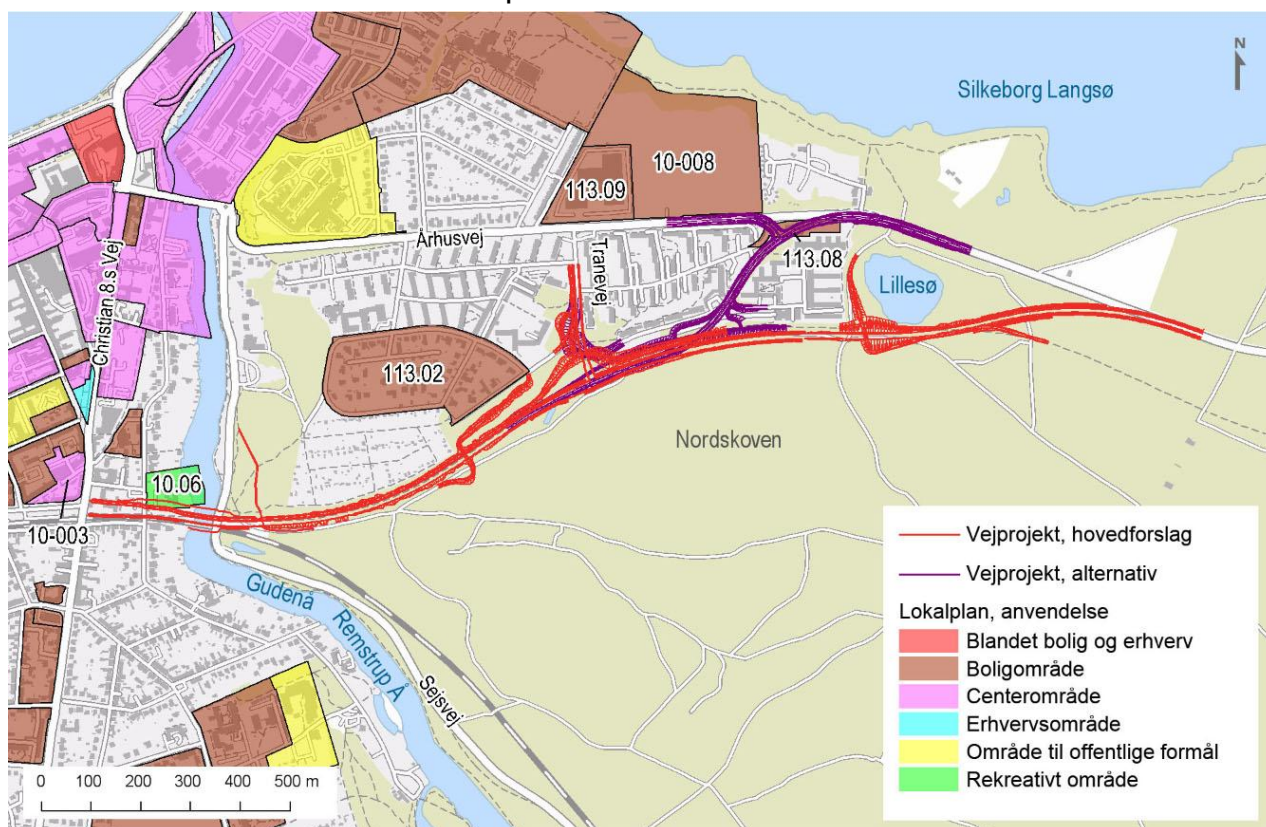 N
Silkeborg Langsø
10-008
113.09
Århusvej
Tranevej
113.08
Lillesø
Christian 8.s Vej
113.02
Nordskoven
10.06
10-003
Gudenå
Remstrup Å
Sejsvej
0 100 200 300 400 500 m
Vejprojekt, hovedforslag
Vejprojekt, alternativ
Lokalplan, anvendelse
Blandet bolig og erhverv
Boligområde
Centerområde
Erhvervsområde
Område til offentlige formål
Rekreativt område